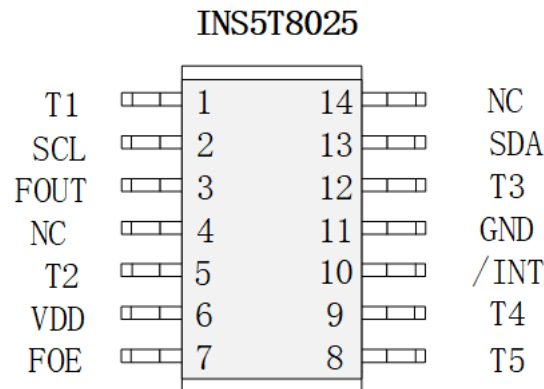 INS5T8025
T1 1 14 NC
SCL 2 13 SDA
FOUT 3 12 T3
NC 4 11 GND
T2 5 10 /INT
VDD 6 9 T4
FOE 7 8 T5